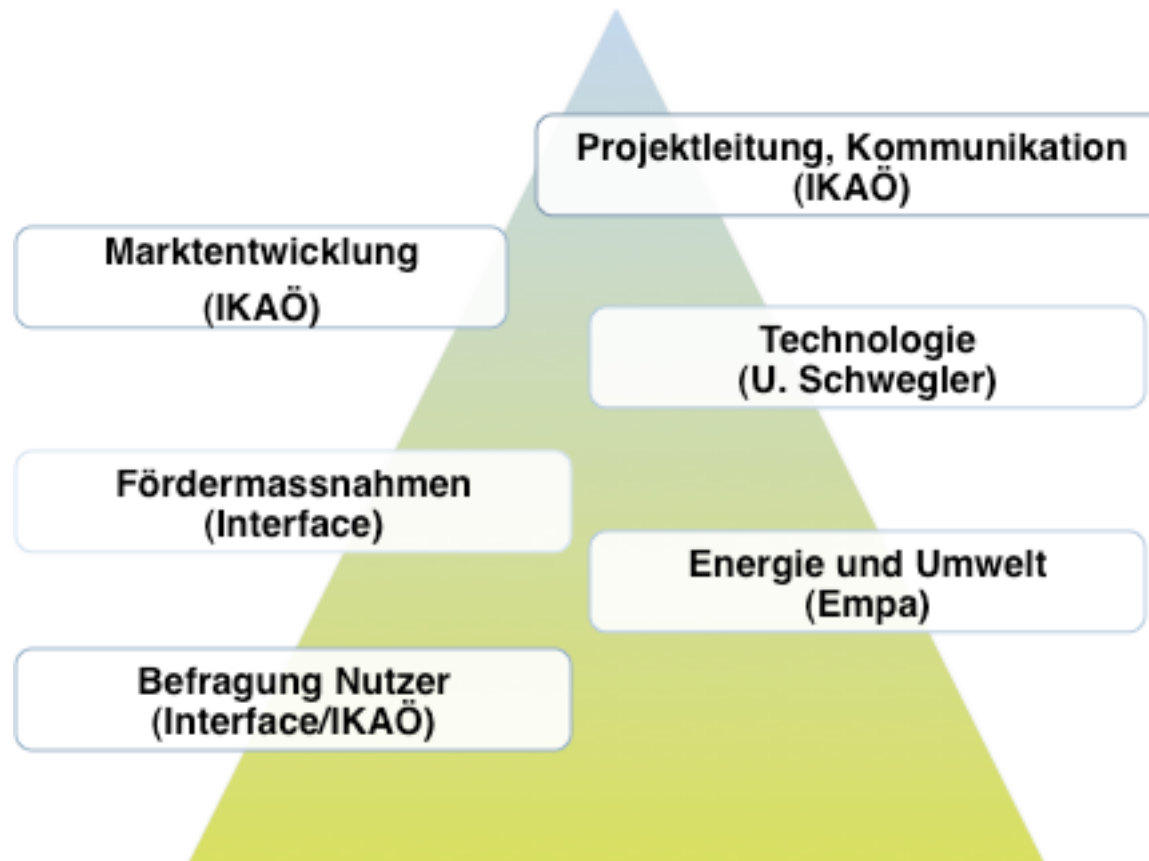 Projektleitung, Kommunikation
(IKAÖ)
Marktentwicklung
(IKAÖ)
Technologie
(U. Schwegler)
Fördermassnahmen
(Interface)
Energie und Umwelt
(Empa)
Befragung Nutzer
(Interface/IKAÖ)